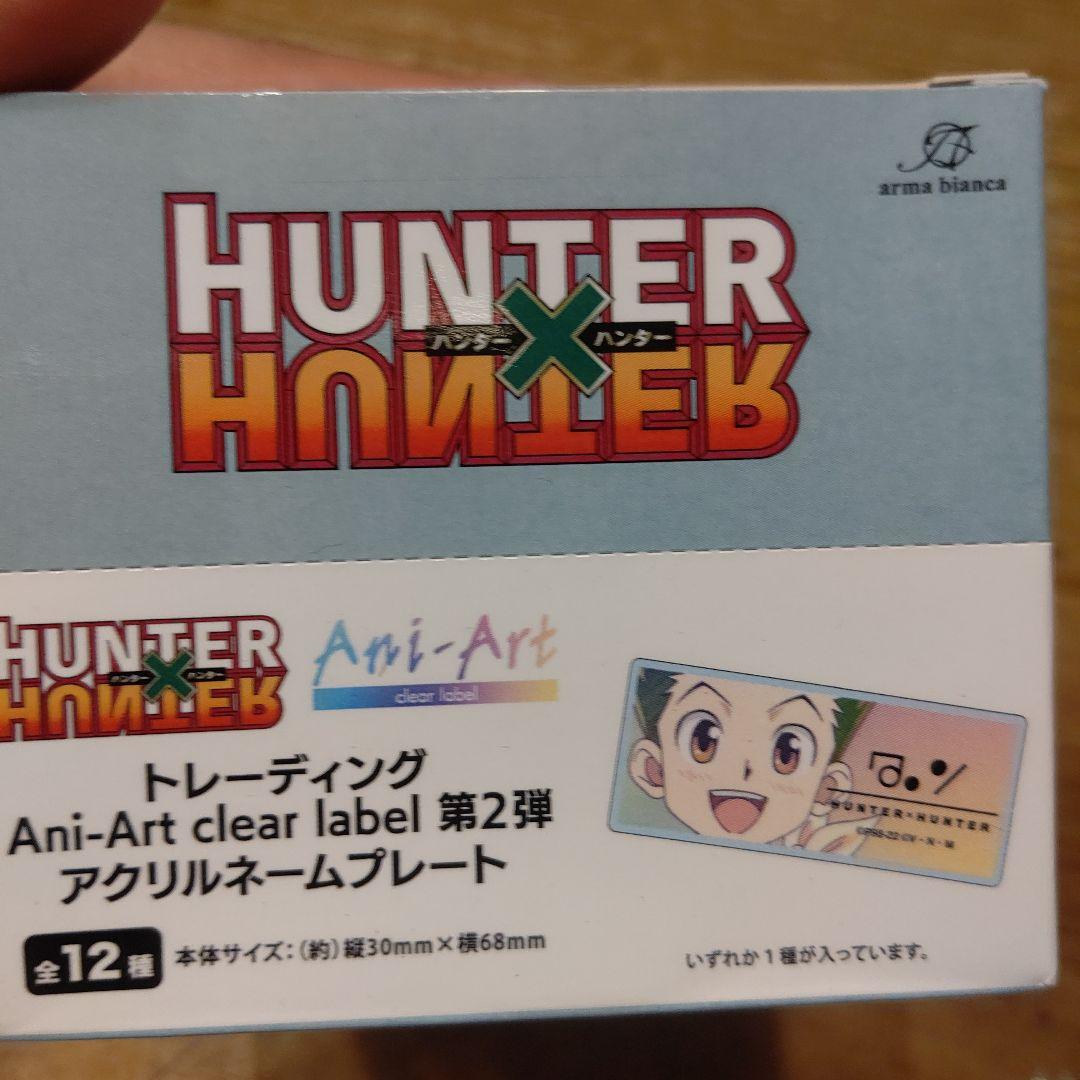 arma bianca
HUNTER
ハンター × ハンター
HUNTER
HUNTER
ハンター × ハンター
HUNTER
Ani-Art
clear label
トレーディング
Ani-Art clear label 第2弾
アクリルネームプレート
全12種
本体サイズ：（約）縦30mm×横68mm
HUNTER×HUNTER
©P98-22 ©V・N・M
いずれか1種が入っています。